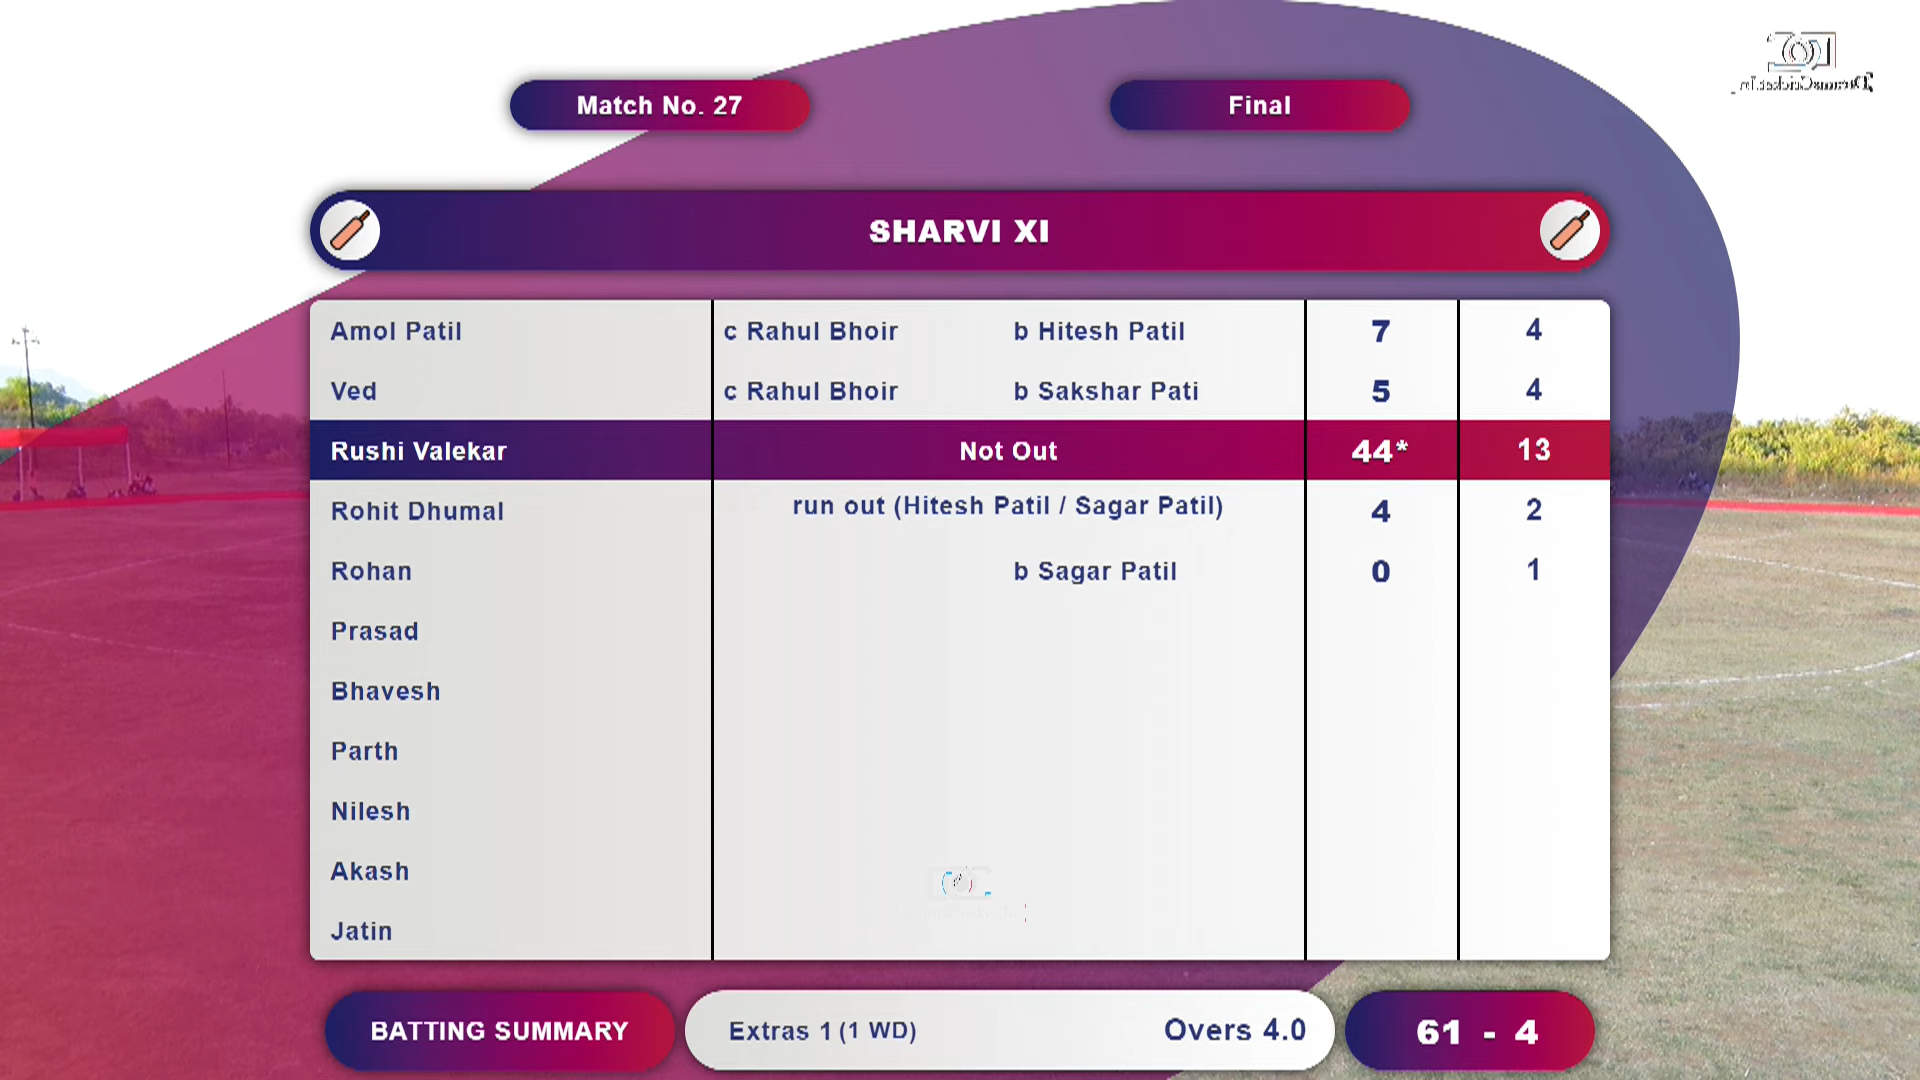 Match No. 27
Final
SHARVI XI
Amol Patil c Rahul Bhoir b Hitesh Patil 7 4
Ved c Rahul Bhoir b Sakshar Pati 5 4
Rushi Valekar Not Out 44* 13
Rohit Dhumal run out (Hitesh Patil / Sagar Patil) 4 2
Rohan b Sagar Patil 0 1
Prasad
Bhavesh
Parth
Nilesh
Akash
Jatin
BATTING SUMMARY
Extras 1 (1 WD) Overs 4.0
61 - 4